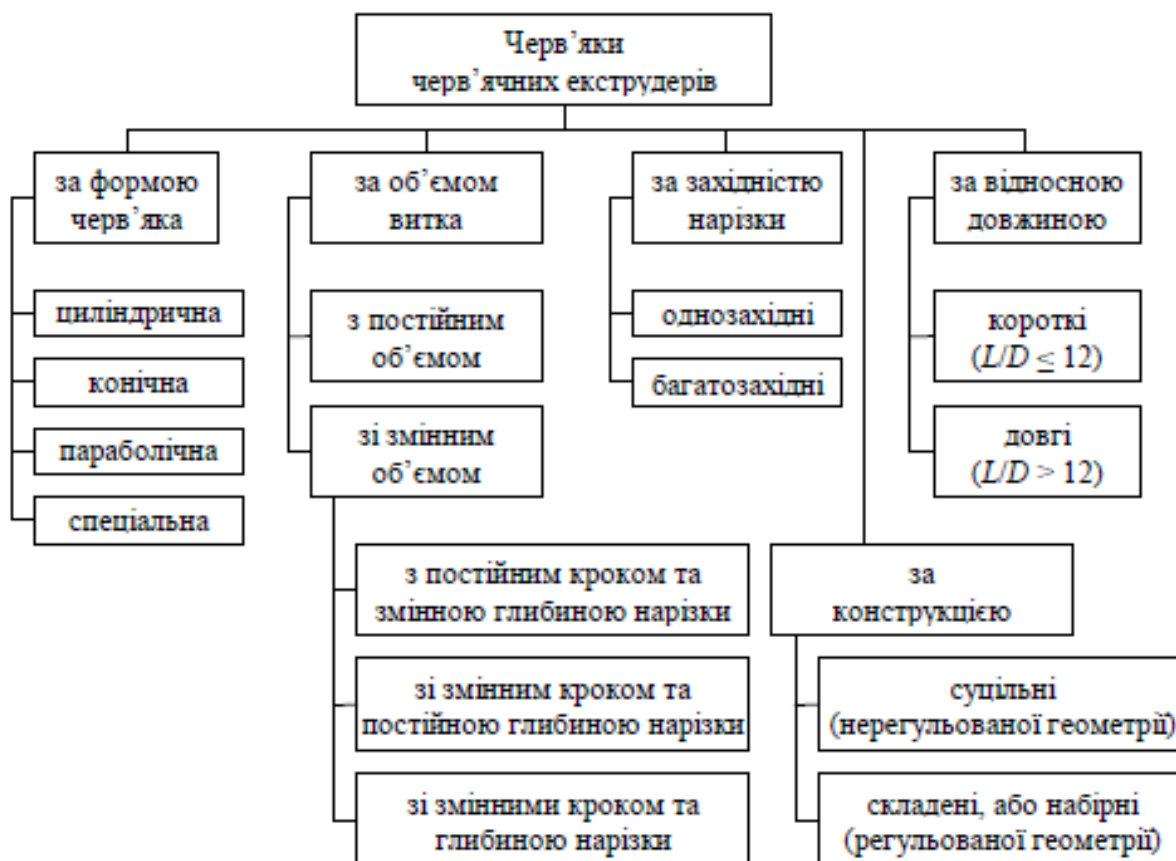 Черв’яки
черв’ячних екструдерів
за формою
черв’яка
циліндрична
конічна
параболічна
спеціальна
за об’ємом
витка
з постійним
об’ємом
зі змінним
об’ємом
з постійним кроком та
змінною глибиною нарізки
зі змінним кроком та
постійною глибиною нарізки
зі змінними кроком та
глибиною нарізки
за західністю
нарізки
однозахідні
багатозахідні
за відносною
довжиною
короткі
(L/D ≤ 12)
довгі
(L/D > 12)
за
конструкцією
суцільні
(нерегульованої геометрії)
складені, або набірні
(регульованої геометрії)